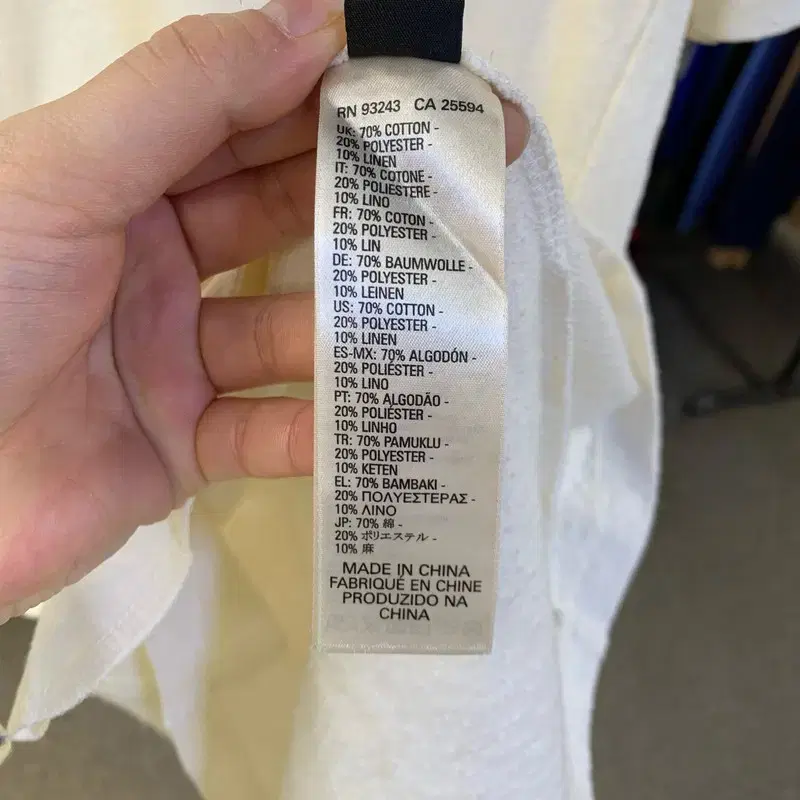 RN 93243 CA 25594
UK: 70% COTTON -
20% POLYESTER -
10% LINEN
IT: 70% COTONE -
20% POLIESTERE -
10% LINO
FR: 70% COTON -
20% POLYESTER -
10% LIN
DE: 70% BAUMWOLLE -
20% POLYESTER -
10% LEINEN
US: 70% COTTON -
20% POLYESTER -
10% LINEN
ES-MX: 70% ALGODÓN -
20% POLIÉSTER -
10% LINO
PT: 70% ALGODÃO -
20% POLIÉSTER -
10% LINHO
TR: 70% PAMUKLU -
20% POLYESTER -
10% KETEN
EL: 70% BAMBAKI -
20% ΠΟΛΥΕΣΤΕΡΑΣ -
10% ΛΙΝΟ
JP: 70% 綿 -
20% ポリエステル -
10% 麻
MADE IN CHINA
FABRIQUÉ EN CHINE
PRODUZIDO NA
CHINA